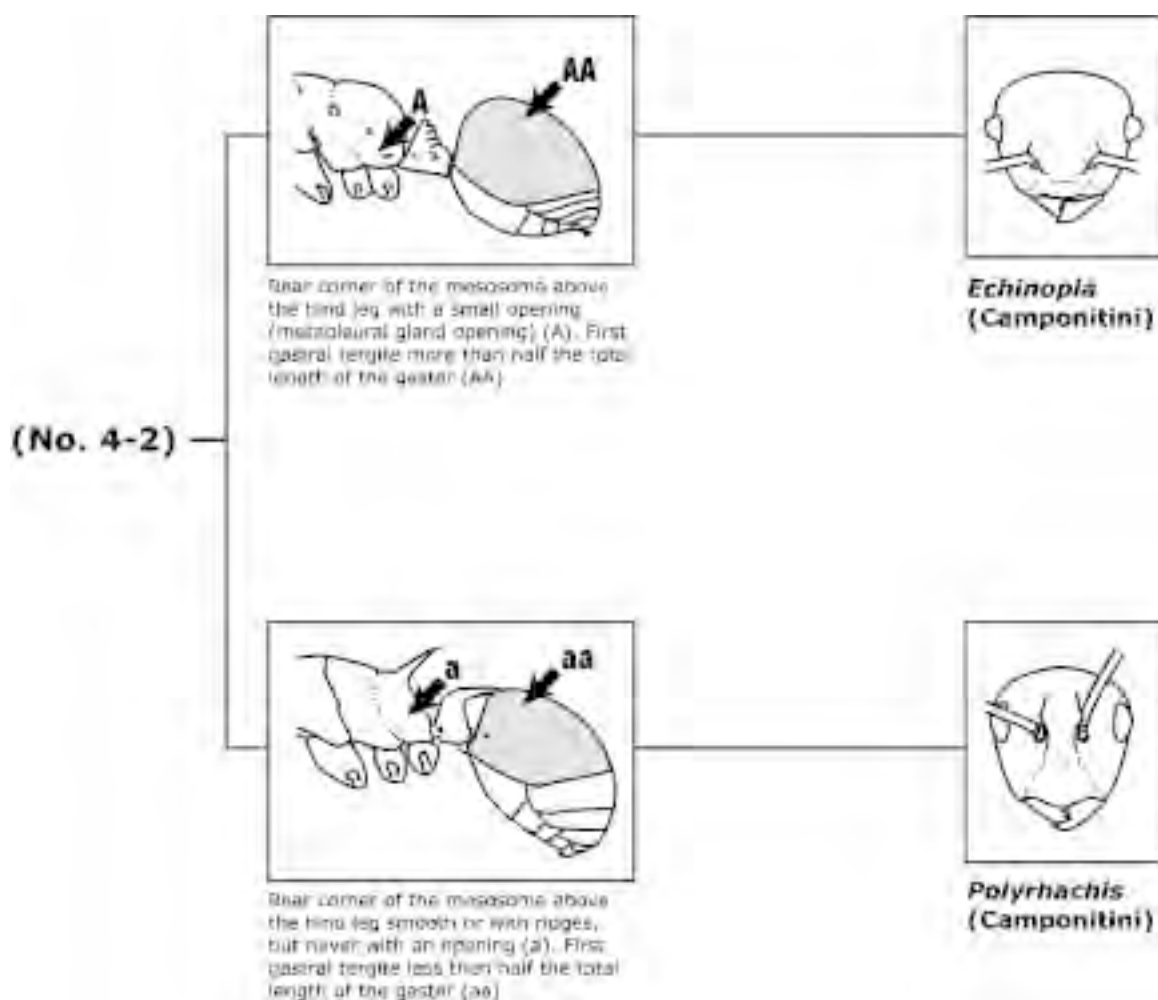 A
AA
Rear corner of the mesosoma above
the hind leg with a small opening
(metapleural gland opening) (A). First
gastral tergite more than half the total
length of the gaster (AA)
Echinopla
(Camponitini)
(No. 4-2)
a
aa
Rear corner of the mesosoma above
the hind leg smooth or with ridges,
but never with an opening (a). First
gastral tergite less than half the total
length of the gaster (aa)
Polyrhachis
(Camponitini)